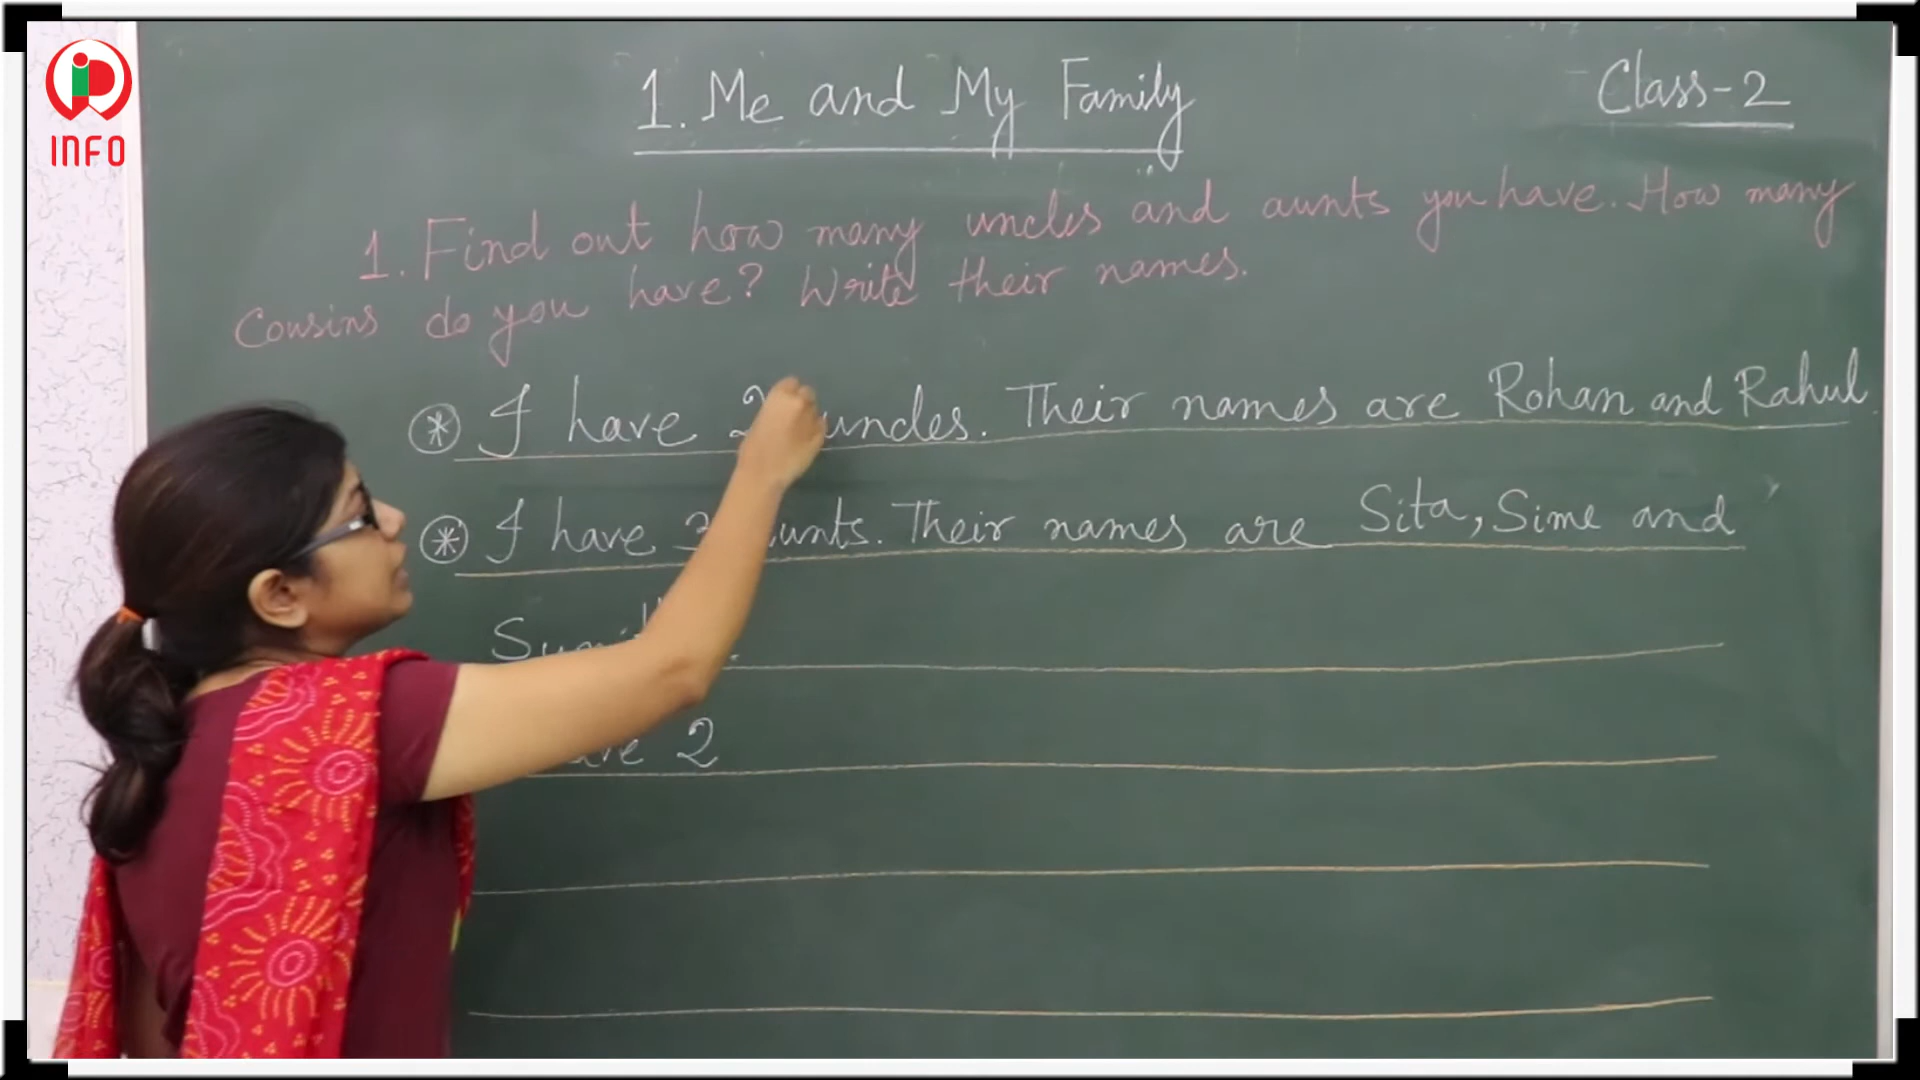 INFO
1. Me and My Family
Class-2
1. Find out how many uncles and aunts you have. How many
Cousins do you have? Write their names.
I have 2 uncles. Their names are Rohan and Rahul.
I have 3 aunts. Their names are Sita, Sime and
2